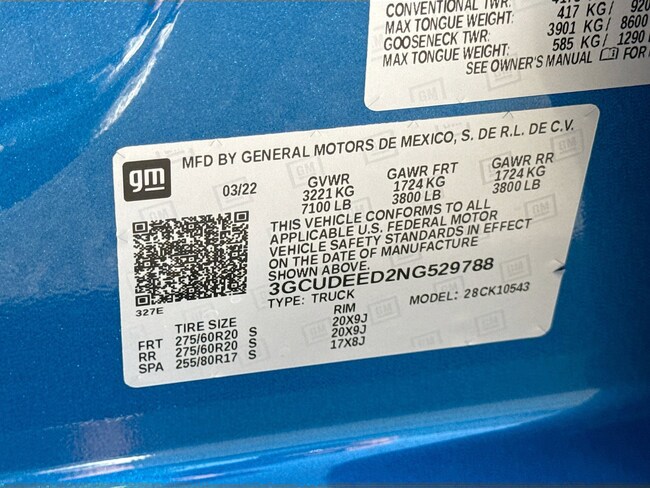 CONVENTIONAL TWR:
MAX TONGUE WEIGHT: 417 KG/ 920
GOOSENECK TWR: 3901 KG/ 8600
MAX TONGUE WEIGHT: 585 KG/ 1290
SEE OWNER'S MANUAL FOR
gm
MFD BY GENERAL MOTORS DE MEXICO, S. DE R.L. DE C.V.
03/22 GVWR GAWR FRT GAWR RR
3221 KG 1724 KG 1724 KG
7100 LB 3800 LB 3800 LB
THIS VEHICLE CONFORMS TO ALL
APPLICABLE U.S. FEDERAL MOTOR
VEHICLE SAFETY STANDARDS IN EFFECT
ON THE DATE OF MANUFACTURE
SHOWN ABOVE.
3GCUDEED2NG529788
TYPE: TRUCK MODEL: 28CK10543
327E
TIRE SIZE RIM
FRT 275/60R20 S 20X9J
RR 275/60R20 S 20X9J
SPA 255/80R17 S 17X8J